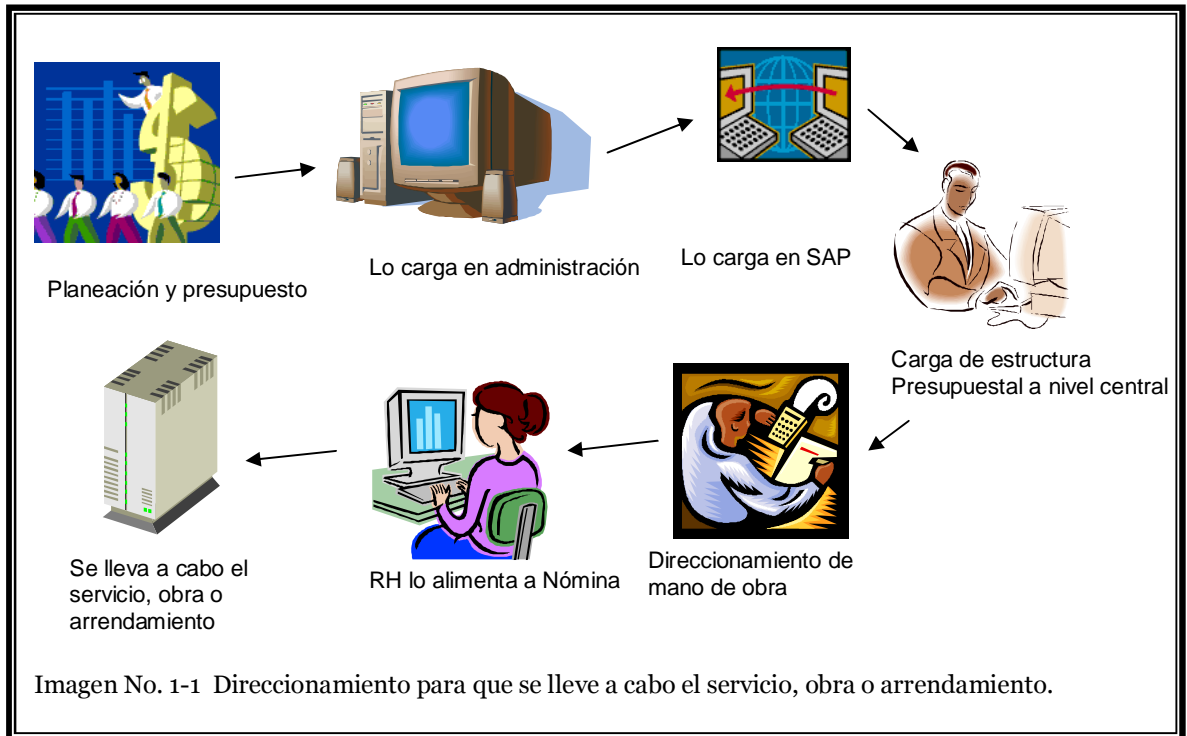 Planeación y presupuesto
Lo carga en administración
Lo carga en SAP
Carga de estructura
Presupuestal a nivel central
Direccionamiento de
mano de obra
RH lo alimenta a Nómina
Se lleva a cabo el
servicio, obra o
arrendamiento
Imagen No. 1-1 Direccionamiento para que se lleve a cabo el servicio, obra o arrendamiento.